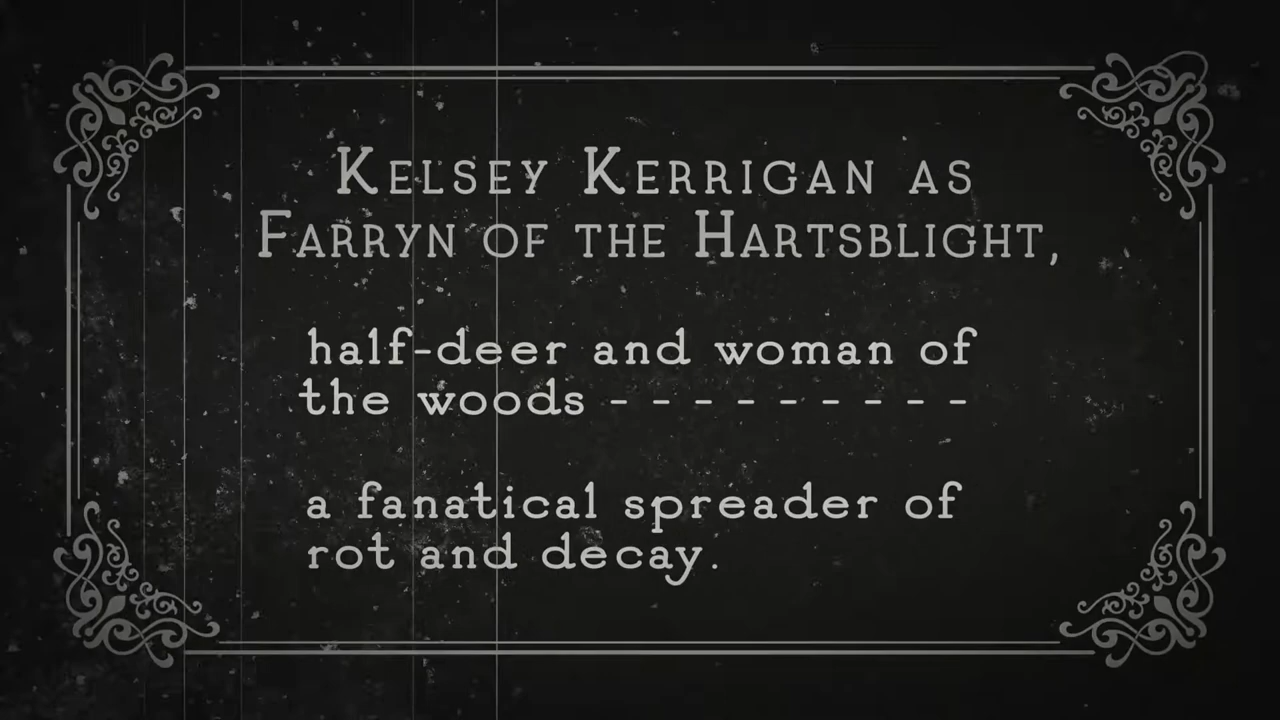 Kelsey Kerrigan as
Farryn of the Hartsblight,
half-deer and woman of
the woods - - - - - - - - -
a fanatical spreader of
rot and decay.